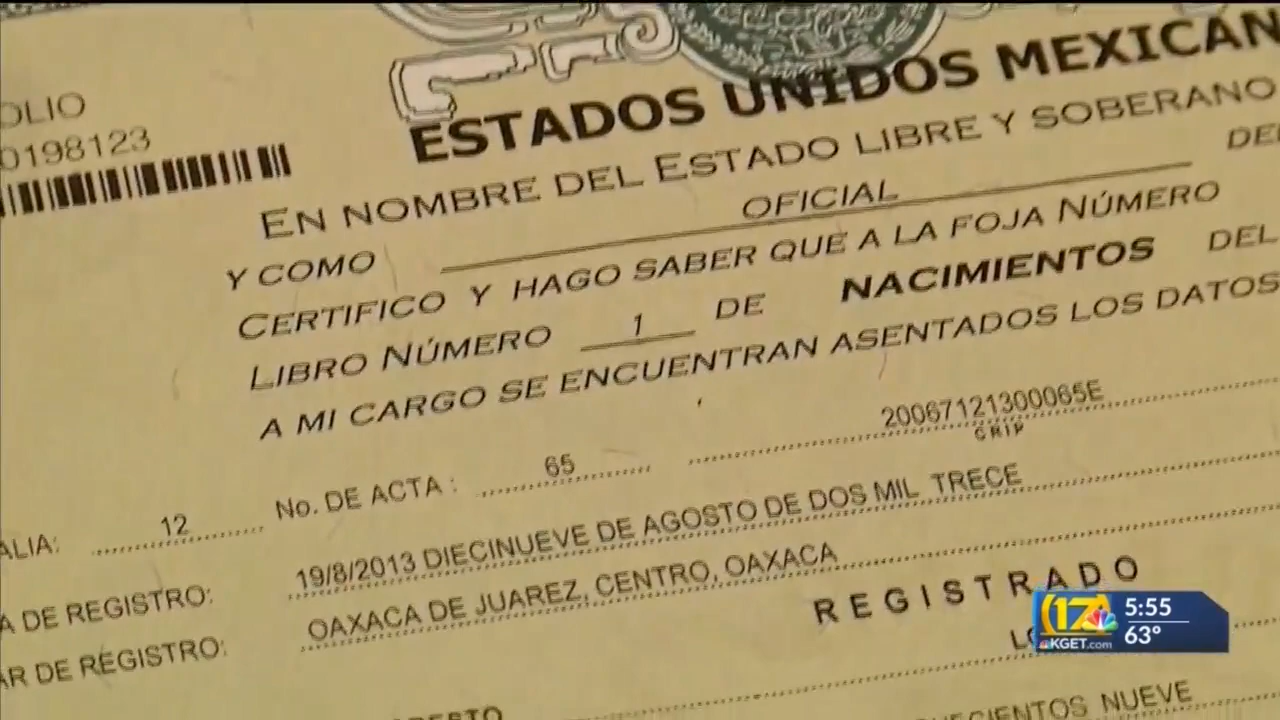 ESTADOS UNIDOS MEXICAN
OLIO
0198123
EN NOMBRE DEL ESTADO LIBRE Y SOBERANO DE
Y COMO OFICIAL
CERTIFICO Y HAGO SABER QUE A LA FOJA NÚMERO
LIBRO NÚMERO 1 DE NACIMIENTOS DEL
A MI CARGO SE ENCUENTRAN ASENTADOS LOS DATOS
20067121300065E
CRIP
ALIA: 12 No. DE ACTA: 65
A DE REGISTRO: 19/8/2013 DIECINUEVE DE AGOSTO DE DOS MIL TRECE
AR DE REGISTRO: OAXACA DE JUAREZ, CENTRO, OAXACA
REGISTRADO
17 5:55
KGET.com 63°
NUEVE